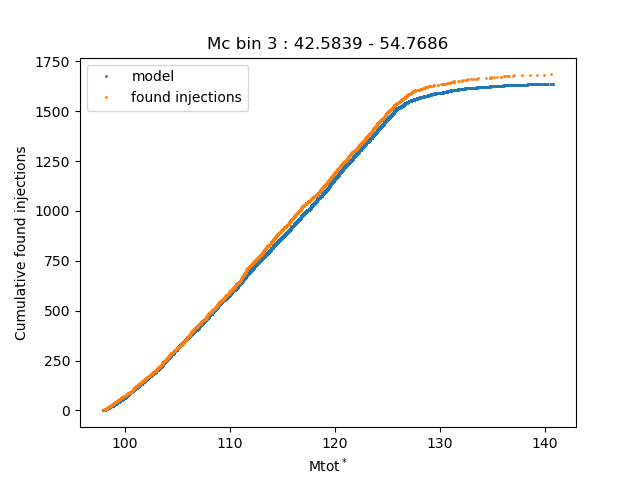 Mc bin 3 : 42.5839 - 54.7686
model
found injections
Cumulative found injections
1750
1500
1250
1000
750
500
250
0
100 110 120 130 140
Mtot*